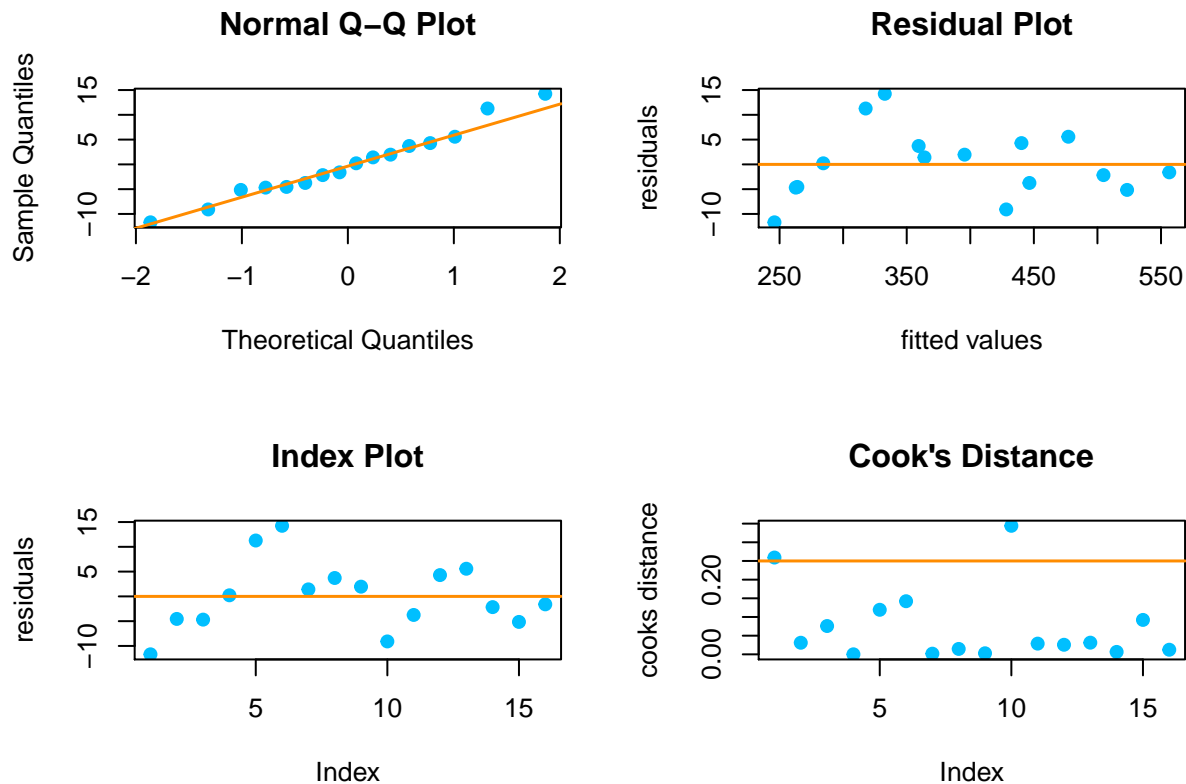 Normal Q−Q Plot
Sample Quantiles
15
5
−10
−2 −1 0 1 2
Theoretical Quantiles
Residual Plot
residuals
15
5
−10
250 350 450 550
fitted values
Index Plot
residuals
15
5
−10
5 10 15
Index
Cook's Distance
cooks distance
0.20
0.00
5 10 15
Index